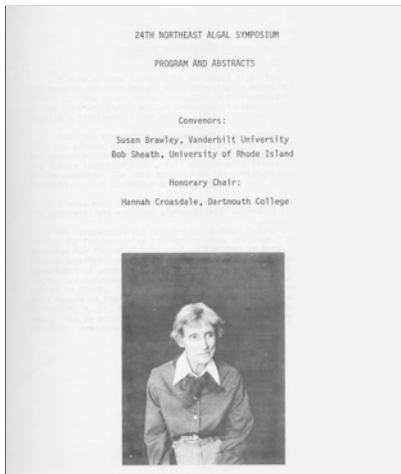 24TH NORTHEAST ALGAL SYMPOSIUM
PROGRAM AND ABSTRACTS
Convenors:
Susan Brawley, Vanderbilt University
Bob Sheath, University of Rhode Island
Honorary Chair:
Hannah Croasdale, Dartmouth College